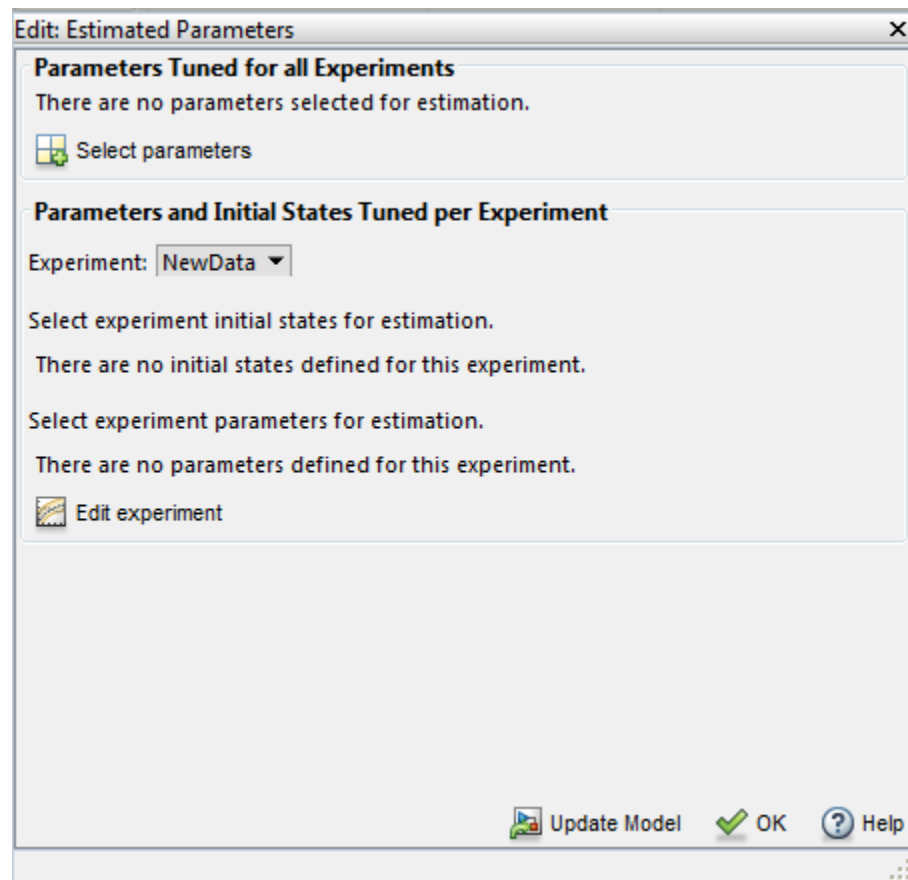 Edit: Estimated Parameters
Parameters Tuned for all Experiments
There are no parameters selected for estimation.
Select parameters
Parameters and Initial States Tuned per Experiment
Experiment: NewData
Select experiment initial states for estimation.
There are no initial states defined for this experiment.
Select experiment parameters for estimation.
There are no parameters defined for this experiment.
Edit experiment
Update Model OK Help